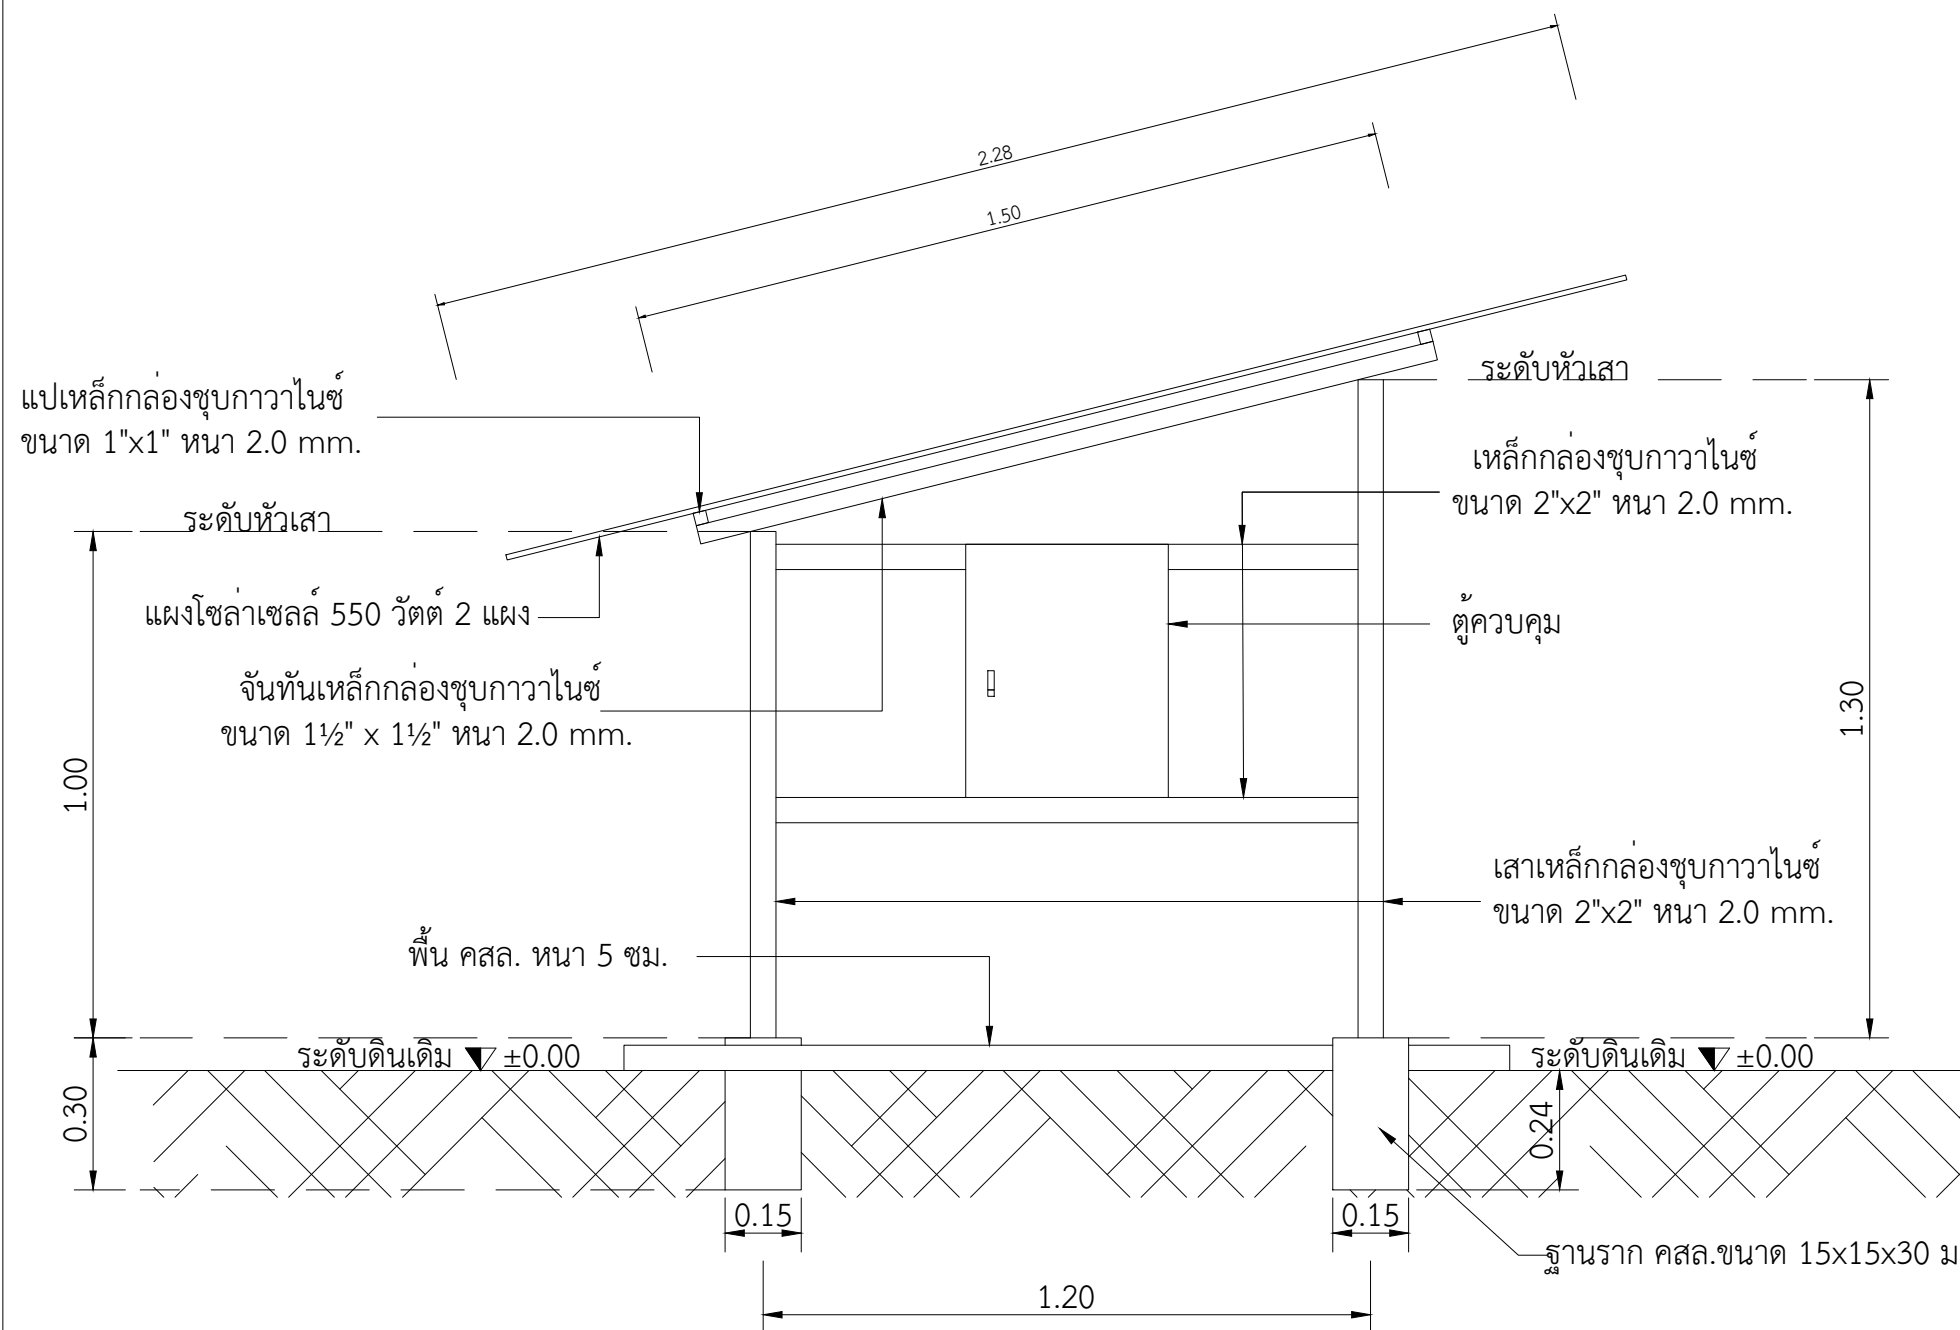 2.28
1.50
แปเหล็กกล่องชุบกาวาไนซ์
ขนาด 1"x1" หนา 2.0 mm.
ระดับหัวเสา
ระดับหัวเสา
เหล็กกล่องชุบกาวาไนซ์
ขนาด 2"x2" หนา 2.0 mm.
แผงโซล่าเซลล์ 550 วัตต์ 2 แผง
ตู้ควบคุม
จันทันเหล็กกล่องชุบกาวาไนซ์
ขนาด 1½" x 1½" หนา 2.0 mm.
1.30
1.00
เสาเหล็กกล่องชุบกาวาไนซ์
ขนาด 2"x2" หนา 2.0 mm.
พื้น คสล. หนา 5 ซม.
ระดับดินเดิม ±0.00
ระดับดินเดิม ±0.00
0.30
0.24
0.15
0.15
ฐานราก คสล.ขนาด 15x15x30 ม
1.20